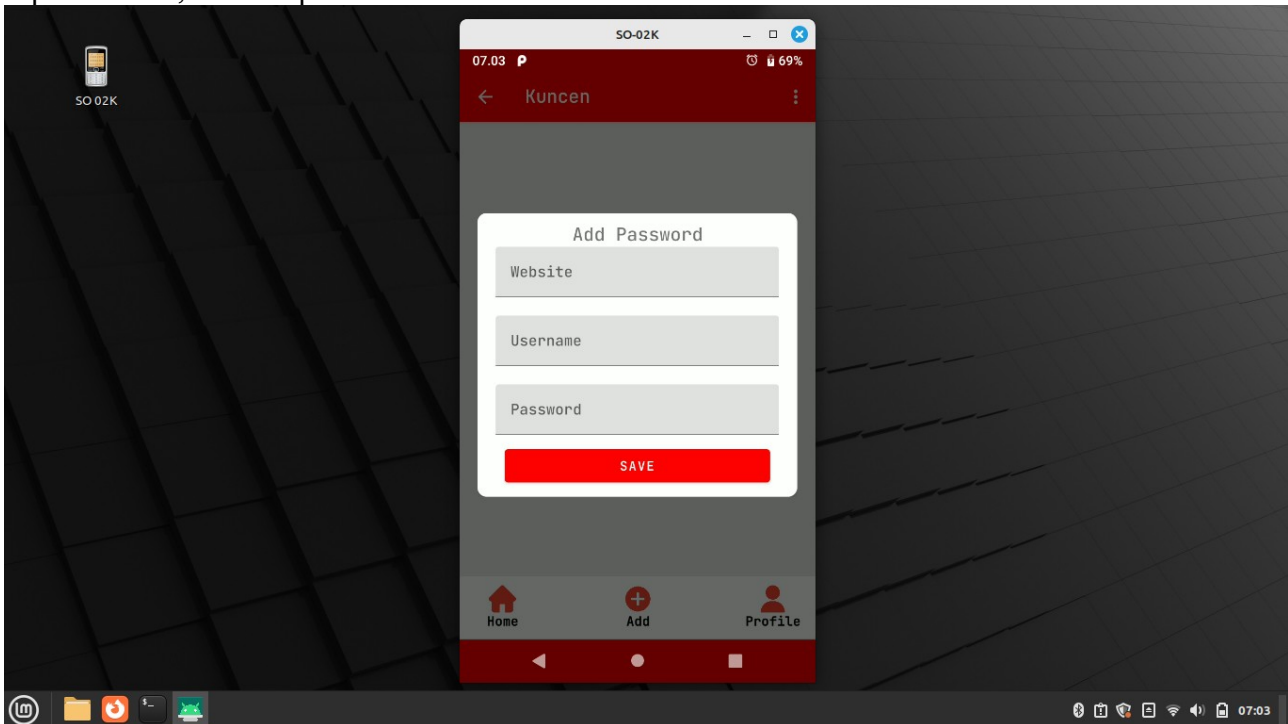 SO 02K
SO-02K
07.03
69%
Kuncen
Add Password
Website
Username
Password
SAVE
Home
Add
Profile
07:03